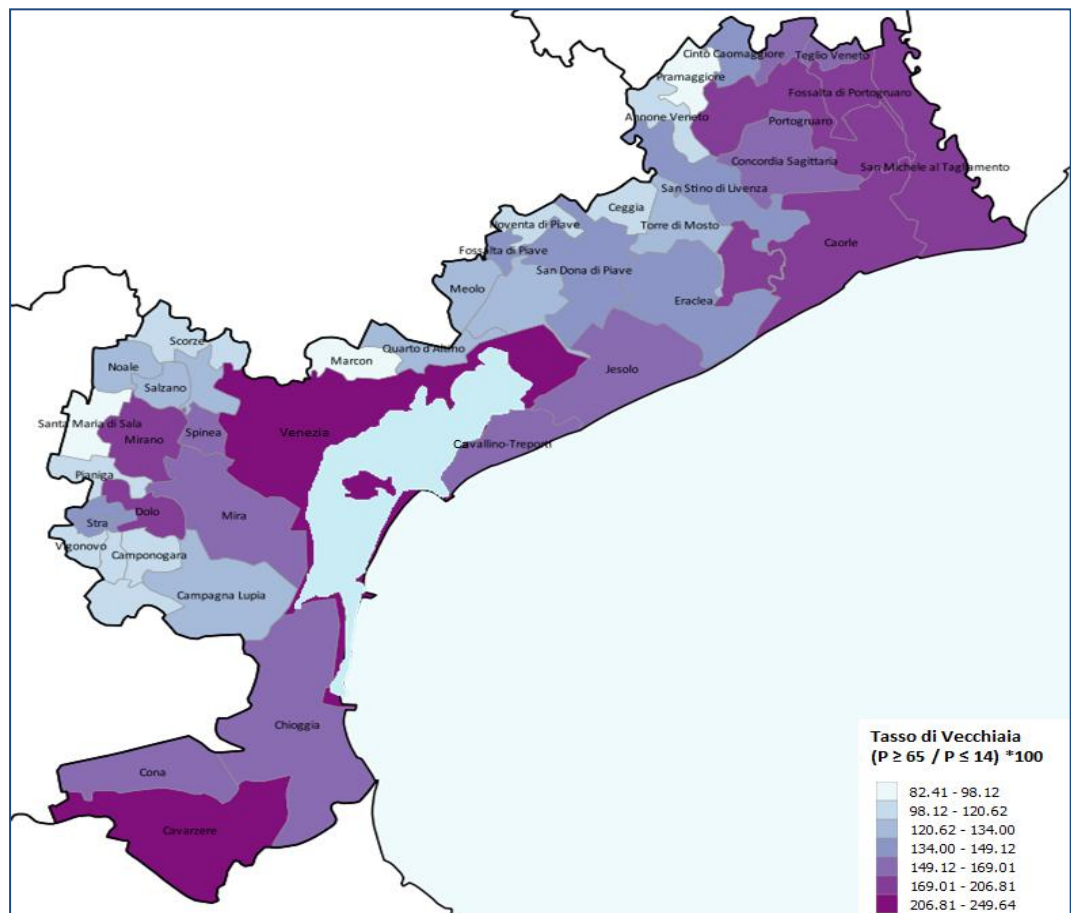 Cinto Caomaggiore
Teglio Veneto
Pramaggiore
Fossalta di Portogruaro
Annone Veneto
Portogruaro
Concordia Sagittaria
San Michele al Tagliamento
San Stino di Livenza
Ceggia
Noventa di Piave
Torre di Mosto
Fossalta di Piave
Caorle
San Dona di Piave
Meolo
Eraclea
Scorze
Quarto d'Altino
Marcon
Noale
Jesolo
Salzano
Santa Maria di Sala
Spinea
Venezia
Mirano
Cavallino-Treporti
Pianiga
Dolo
Mira
Stra
Vigonovo
Camponogara
Campagna Lupia
Chioggia
Cona
Cavarzere
Tasso di Vecchiaia
(P ≥ 65 / P ≤ 14) *100
82.41 - 98.12
98.12 - 120.62
120.62 - 134.00
134.00 - 149.12
149.12 - 169.01
169.01 - 206.81
206.81 - 249.64